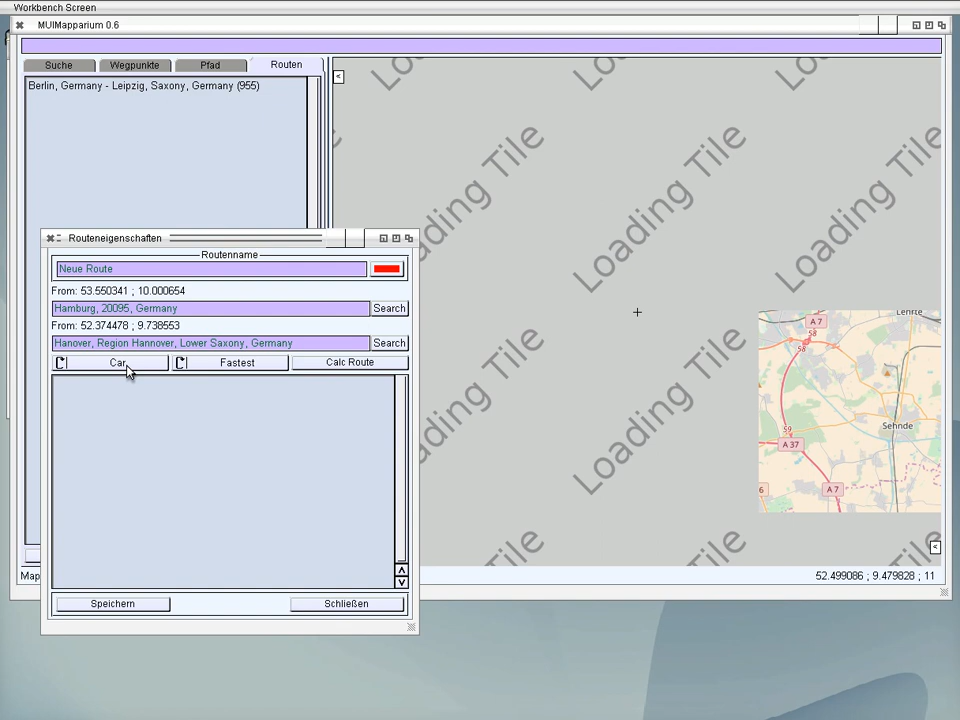 Workbench Screen
MUIMapparium 0.6
Suche Wegpunkte Pfad Routen
Berlin, Germany - Leipzig, Saxony, Germany (955)
<
Loading Tile
Loading Tile
Loading Tile
Loading Tile
Loading Tile
Loading Tile
Loading Tile
Lehrte
A 7
58
58
Sehnde
59
A 37
6
A 7
Routeneigenschaften
Routenname
Neue Route
From: 53.550341 ; 10.000654
Hamburg, 20095, Germany Search
From: 52.374478 ; 9.738553
Hanover, Region Hannover, Lower Saxony, Germany Search
Car Fastest Calc Route
Speichern Schließen
<
Map
52.499086 ; 9.479828 ; 11